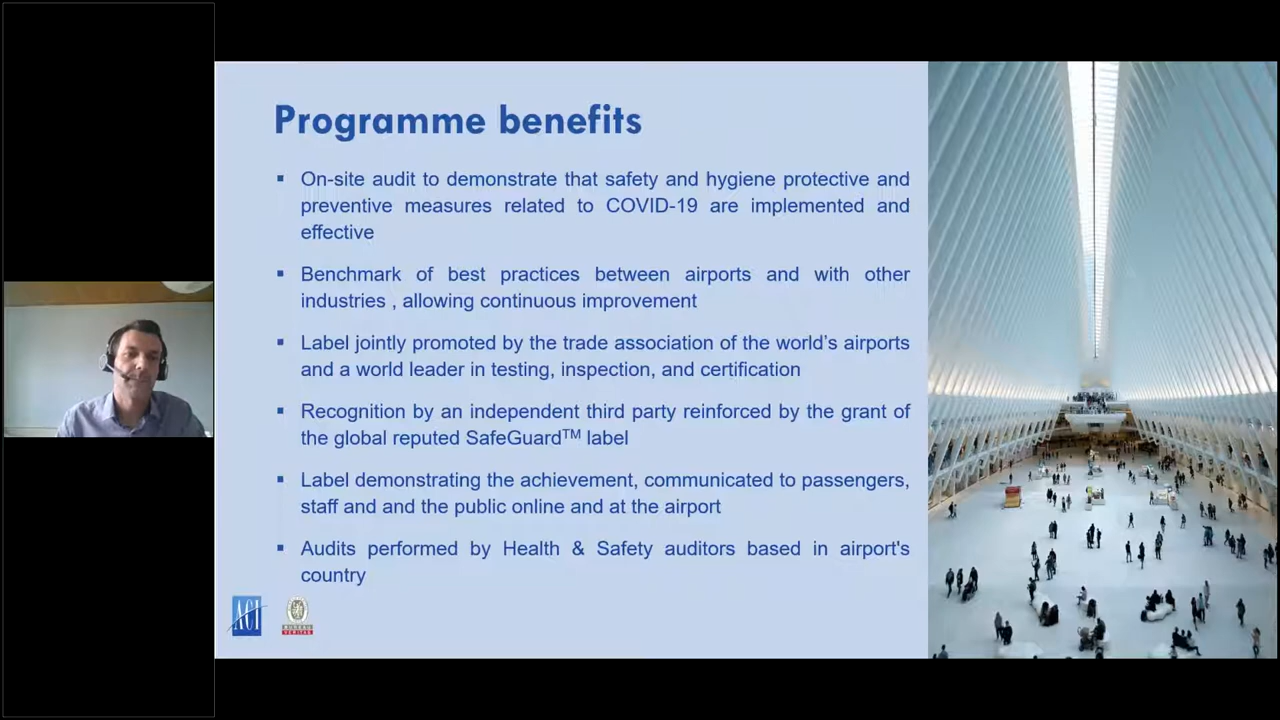 Programme benefits
▪ On-site audit to demonstrate that safety and hygiene protective and
preventive measures related to COVID-19 are implemented and
effective
▪ Benchmark of best practices between airports and with other
industries , allowing continuous improvement
▪ Label jointly promoted by the trade association of the world’s airports
and a world leader in testing, inspection, and certification
▪ Recognition by an independent third party reinforced by the grant of
the global reputed SafeGuard™ label
▪ Label demonstrating the achievement, communicated to passengers,
staff and and the public online and at the airport
▪ Audits performed by Health & Safety auditors based in airport's
country
ACI
BUREAU
VERITAS